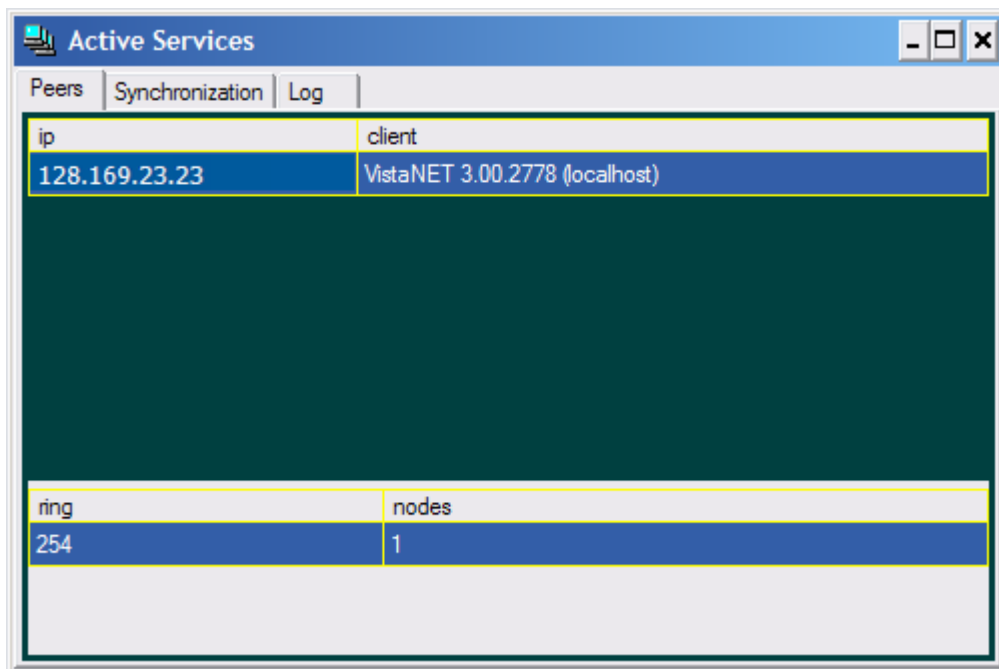 Active Services
Peers Synchronization Log
ip client
128.169.23.23 VistaNET 3.00.2778 (localhost)
ring nodes
254 1